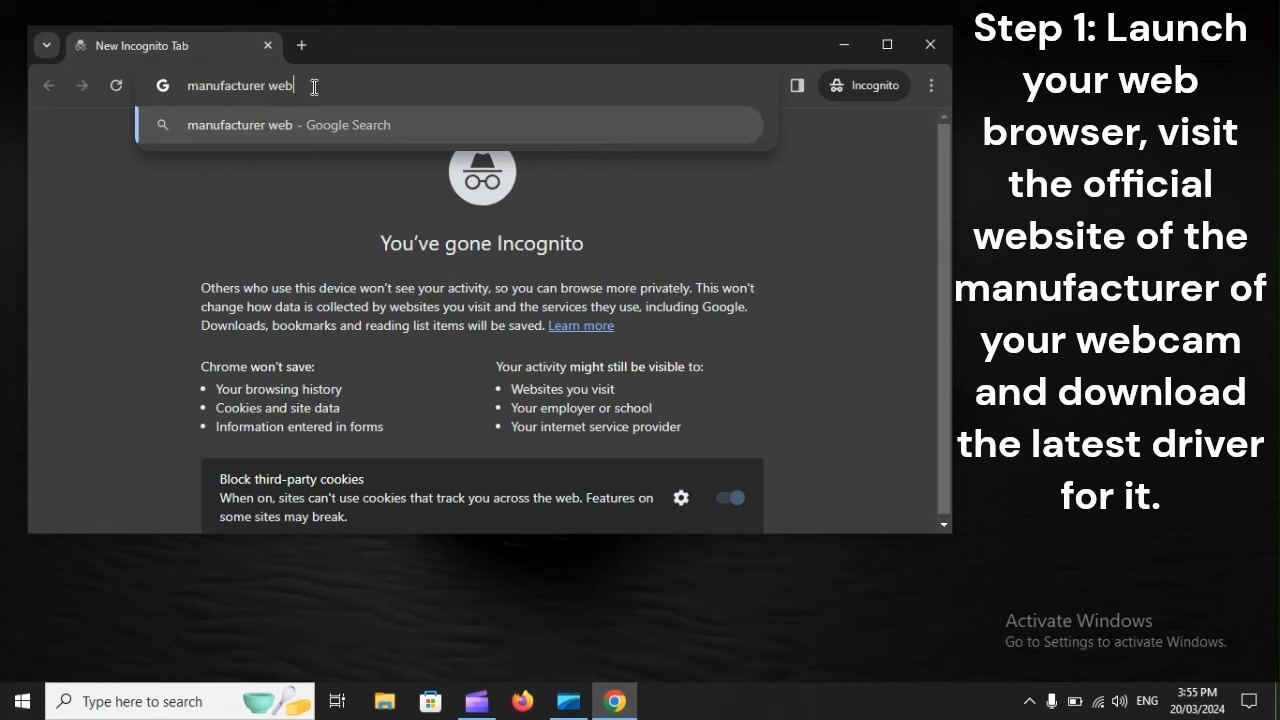 New Incognito Tab
manufacturer web
Incognito
manufacturer web - Google Search
You've gone Incognito
Others who use this device won't see your activity, so you can browse more privately. This won't
change how data is collected by websites you visit and the services they use, including Google.
Downloads, bookmarks and reading list items will be saved. Learn more
Chrome won't save:
• Your browsing history
• Cookies and site data
• Information entered in forms
Your activity might still be visible to:
• Websites you visit
• Your employer or school
• Your internet service provider
Block third-party cookies
When on, sites can't use cookies that track you across the web. Features on
some sites may break.
Step 1: Launch
your web
browser, visit
the official
website of the
manufacturer of
your webcam
and download
the latest driver
for it.
Activate Windows
Go to Settings to activate Windows.
Type here to search
ENG
3:55 PM
20/03/2024